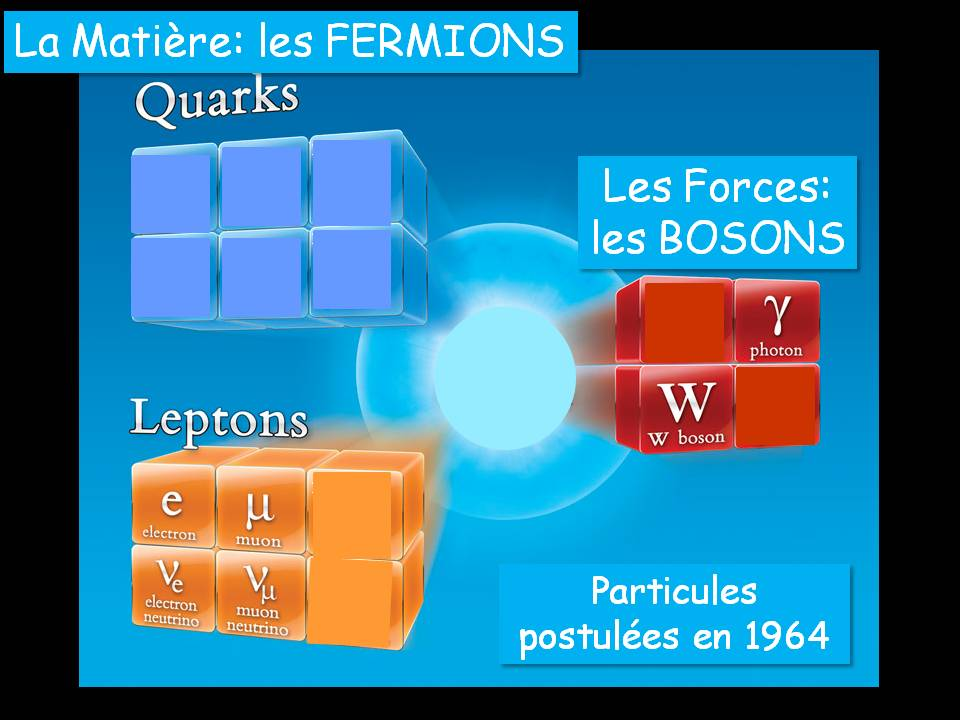 La Matière: les FERMIONS
Quarks
Les Forces:
les BOSONS
γ
photon
W
W boson
Leptons
e
electron
μ
muon
νe
electron
neutrino
νμ
muon
neutrino
Particules
postulées en 1964